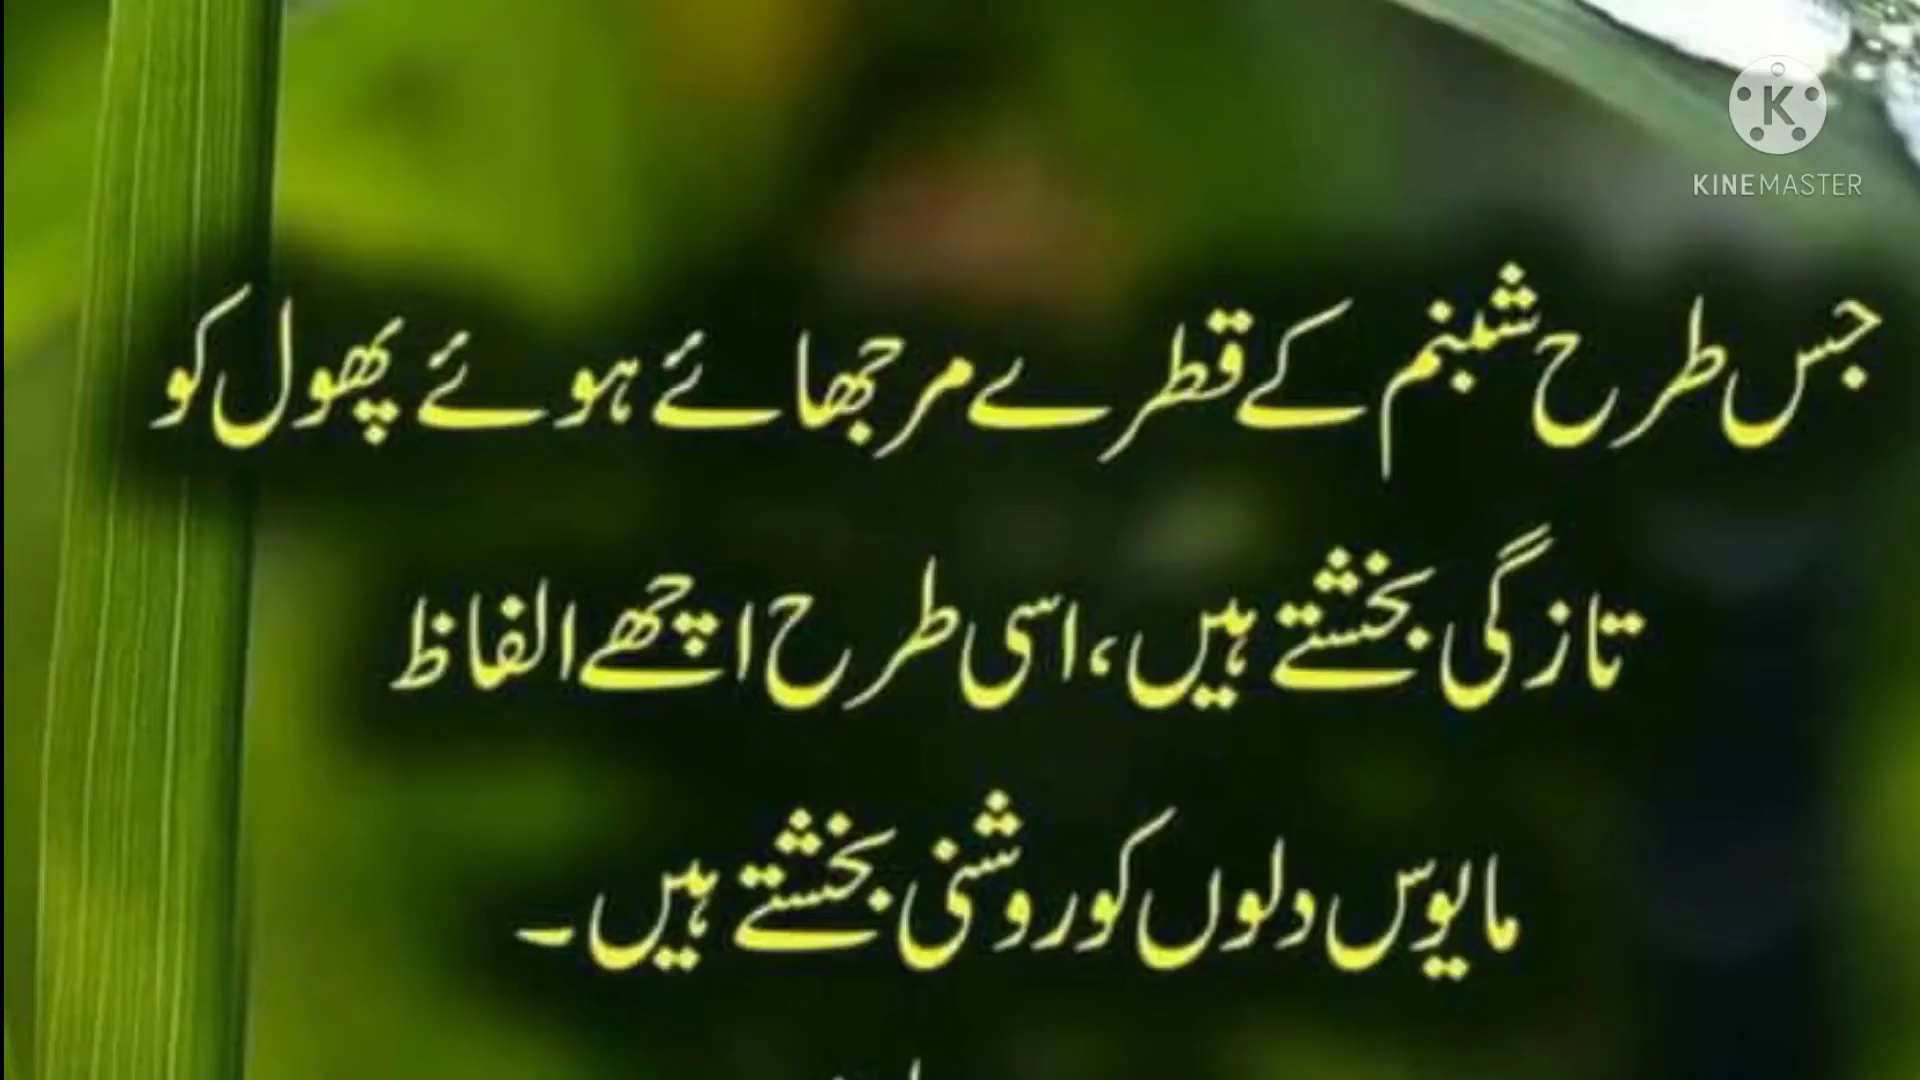 KINEMASTER
جس طرح شبنم کے قطرے مرجھائے ہوئے پھول کو
تازگی بخشتے ہیں، اسی طرح اچھے الفاظ
مایوس دلوں کو روشنی بخشتے ہیں۔